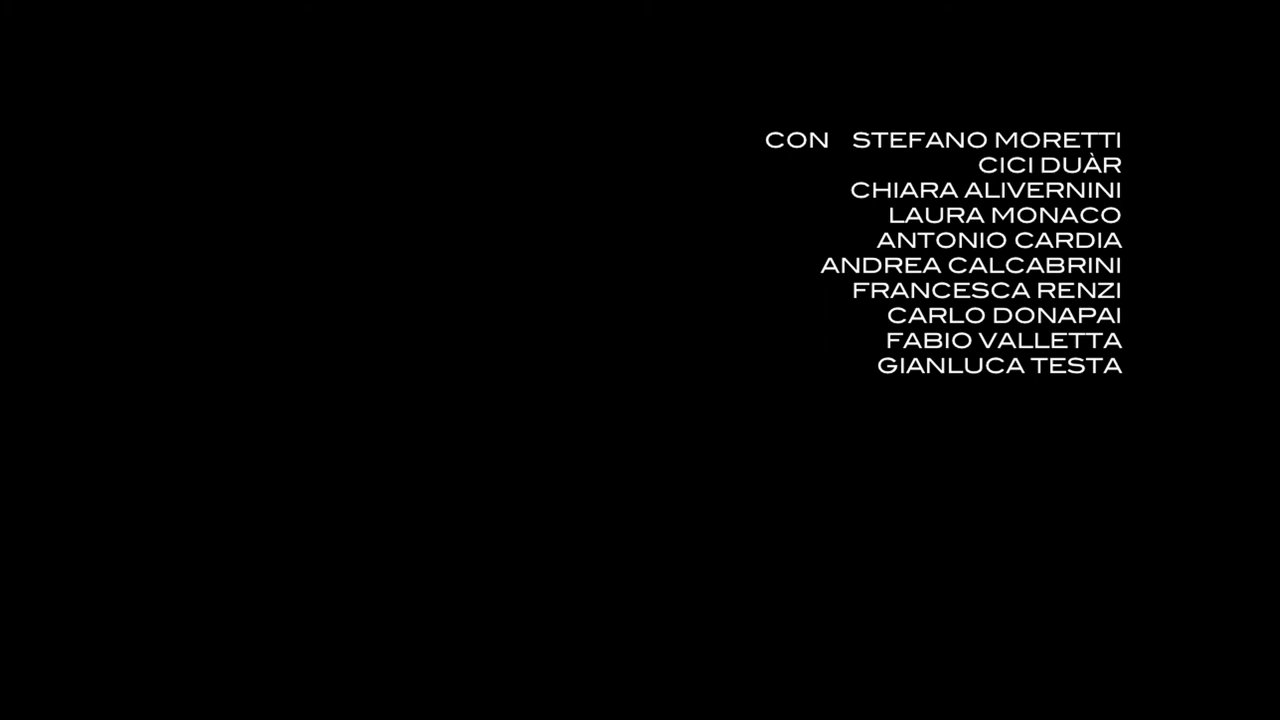 CON STEFANO MORETTI
CICI DUÀR
CHIARA ALIVERNINI
LAURA MONACO
ANTONIO CARDIA
ANDREA CALCABRINI
FRANCESCA RENZI
CARLO DONAPAI
FABIO VALLETTA
GIANLUCA TESTA